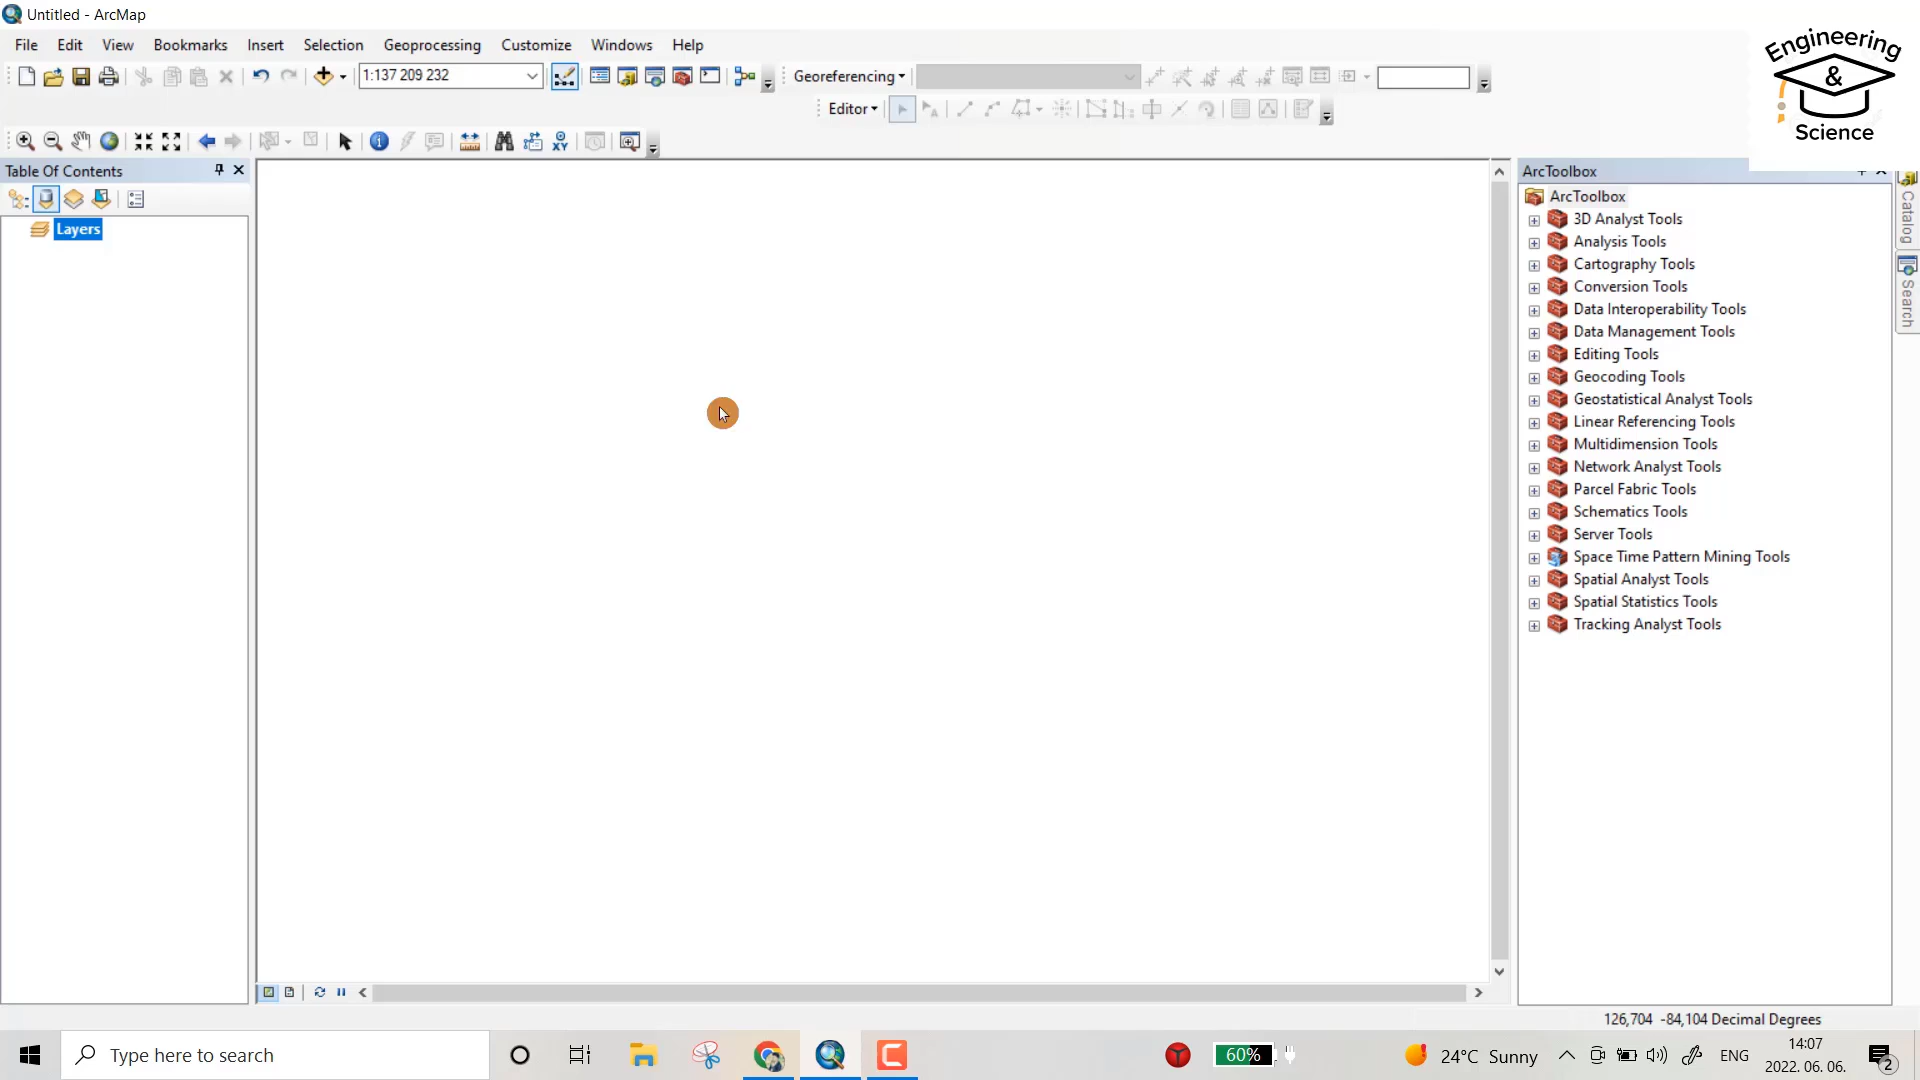 Untitled - ArcMap
File Edit View Bookmarks Insert Selection Geoprocessing Customize Windows Help
1:137 209 232
Georeferencing
Editor
Engineering
&
Science
Table Of Contents
Layers
ArcToolbox
ArcToolbox
3D Analyst Tools
Analysis Tools
Cartography Tools
Conversion Tools
Data Interoperability Tools
Data Management Tools
Editing Tools
Geocoding Tools
Geostatistical Analyst Tools
Linear Referencing Tools
Multidimension Tools
Network Analyst Tools
Parcel Fabric Tools
Schematics Tools
Server Tools
Space Time Pattern Mining Tools
Spatial Analyst Tools
Spatial Statistics Tools
Tracking Analyst Tools
Catalog
Search
126,704 -84,104 Decimal Degrees
Type here to search
60%
24°C Sunny
ENG
14:07
2022. 06. 06.
2